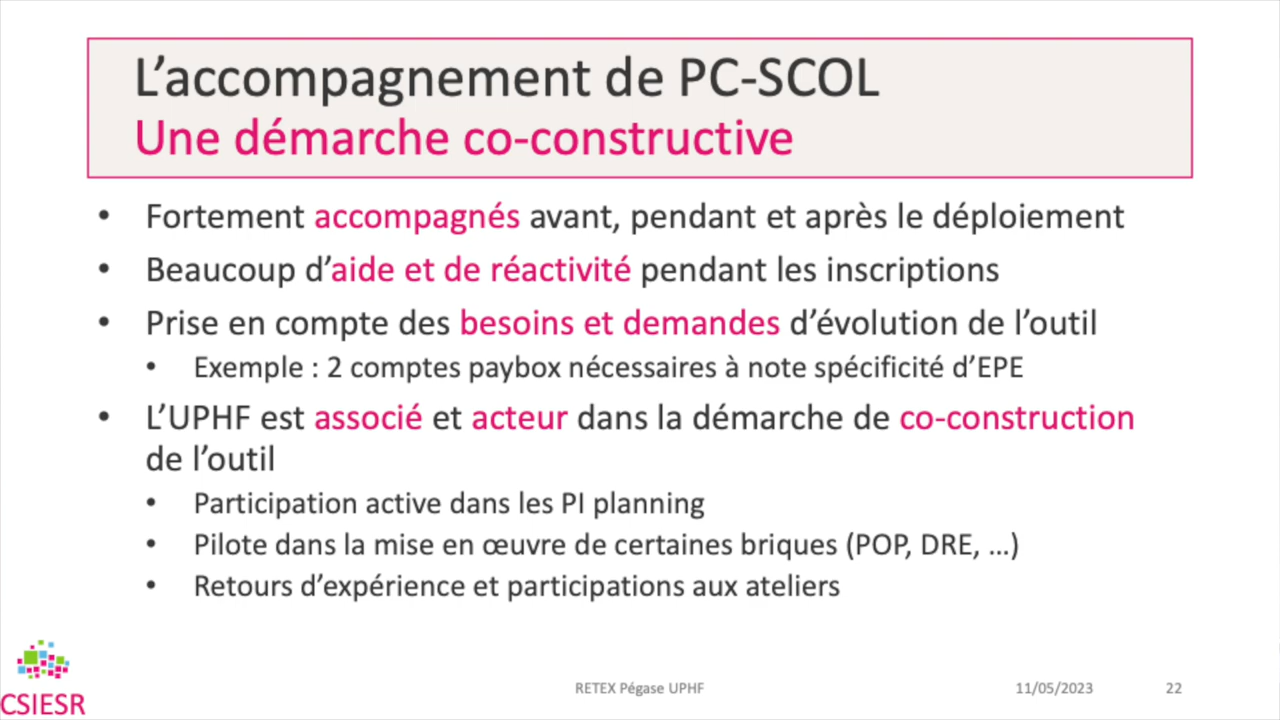 L’accompagnement de PC-SCOL
Une démarche co-constructive
• Fortement accompagnés avant, pendant et après le déploiement
• Beaucoup d’aide et de réactivité pendant les inscriptions
• Prise en compte des besoins et demandes d’évolution de l’outil
• Exemple : 2 comptes paybox nécessaires à note spécificité d’EPE
• L’UPHF est associé et acteur dans la démarche de co-construction
de l’outil
• Participation active dans les PI planning
• Pilote dans la mise en œuvre de certaines briques (POP, DRE, …)
• Retours d’expérience et participations aux ateliers
CSIESR
RETEX Pégase UPHF
11/05/2023
22